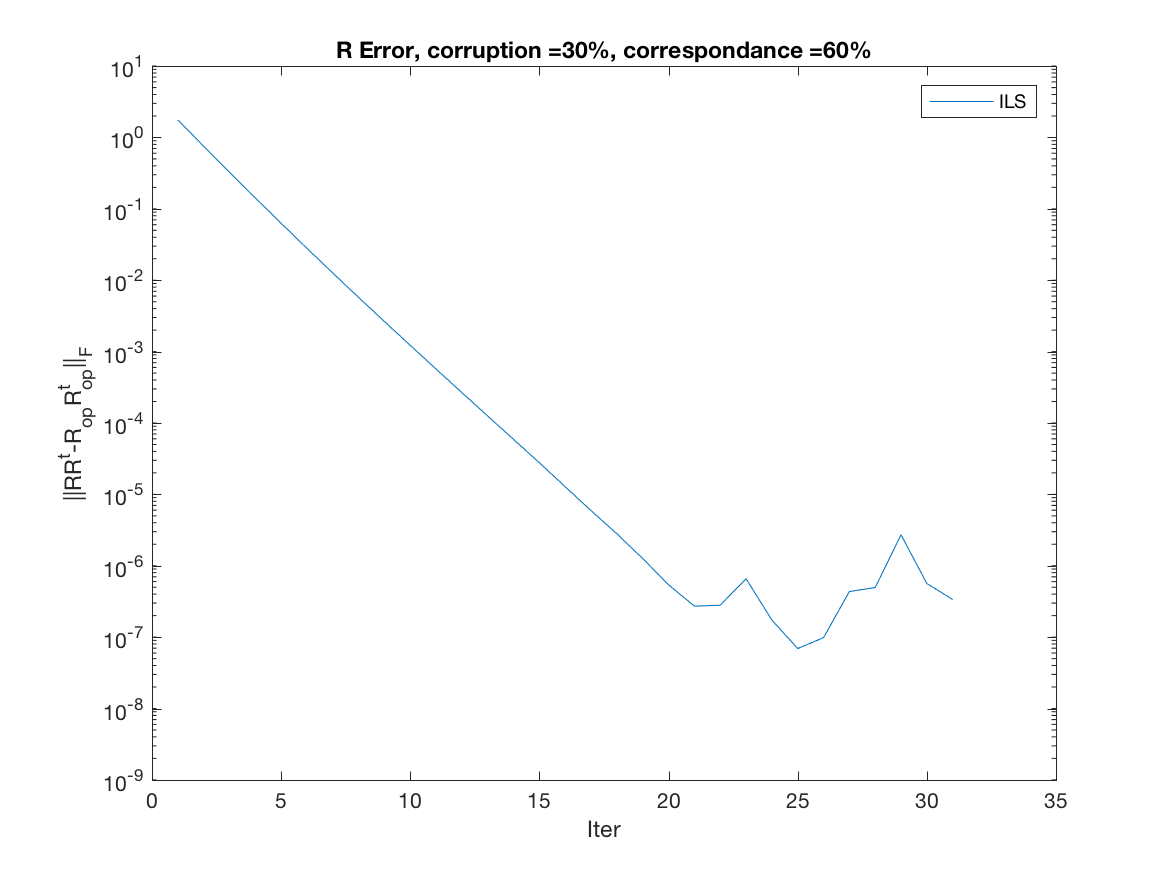 R Error, corruption =30%, correspondance =60%
ILS
10^1
10^0
10^-1
10^-2
10^-3
10^-4
10^-5
10^-6
10^-7
10^-8
10^-9
||RR^t-R_op R^t_op||_F
0 5 10 15 20 25 30 35
Iter